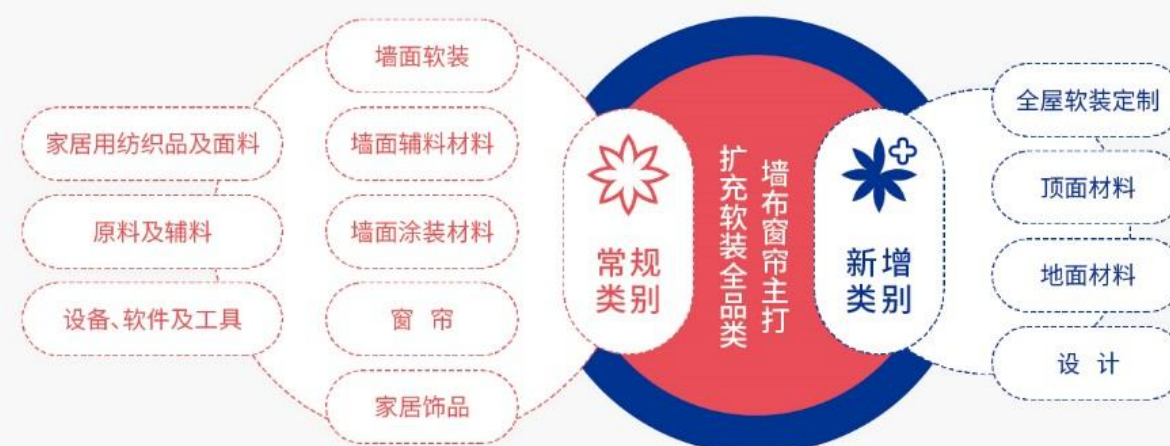 家居用纺织品及面料
原料及辅料
设备、软件及工具
墙面软装
墙面辅料材料
墙面涂装材料
窗 帘
家居饰品
常规
类别
墙布窗帘主打
扩充软装全品类
新增
类别
全屋软装定制
顶面材料
地面材料
设 计